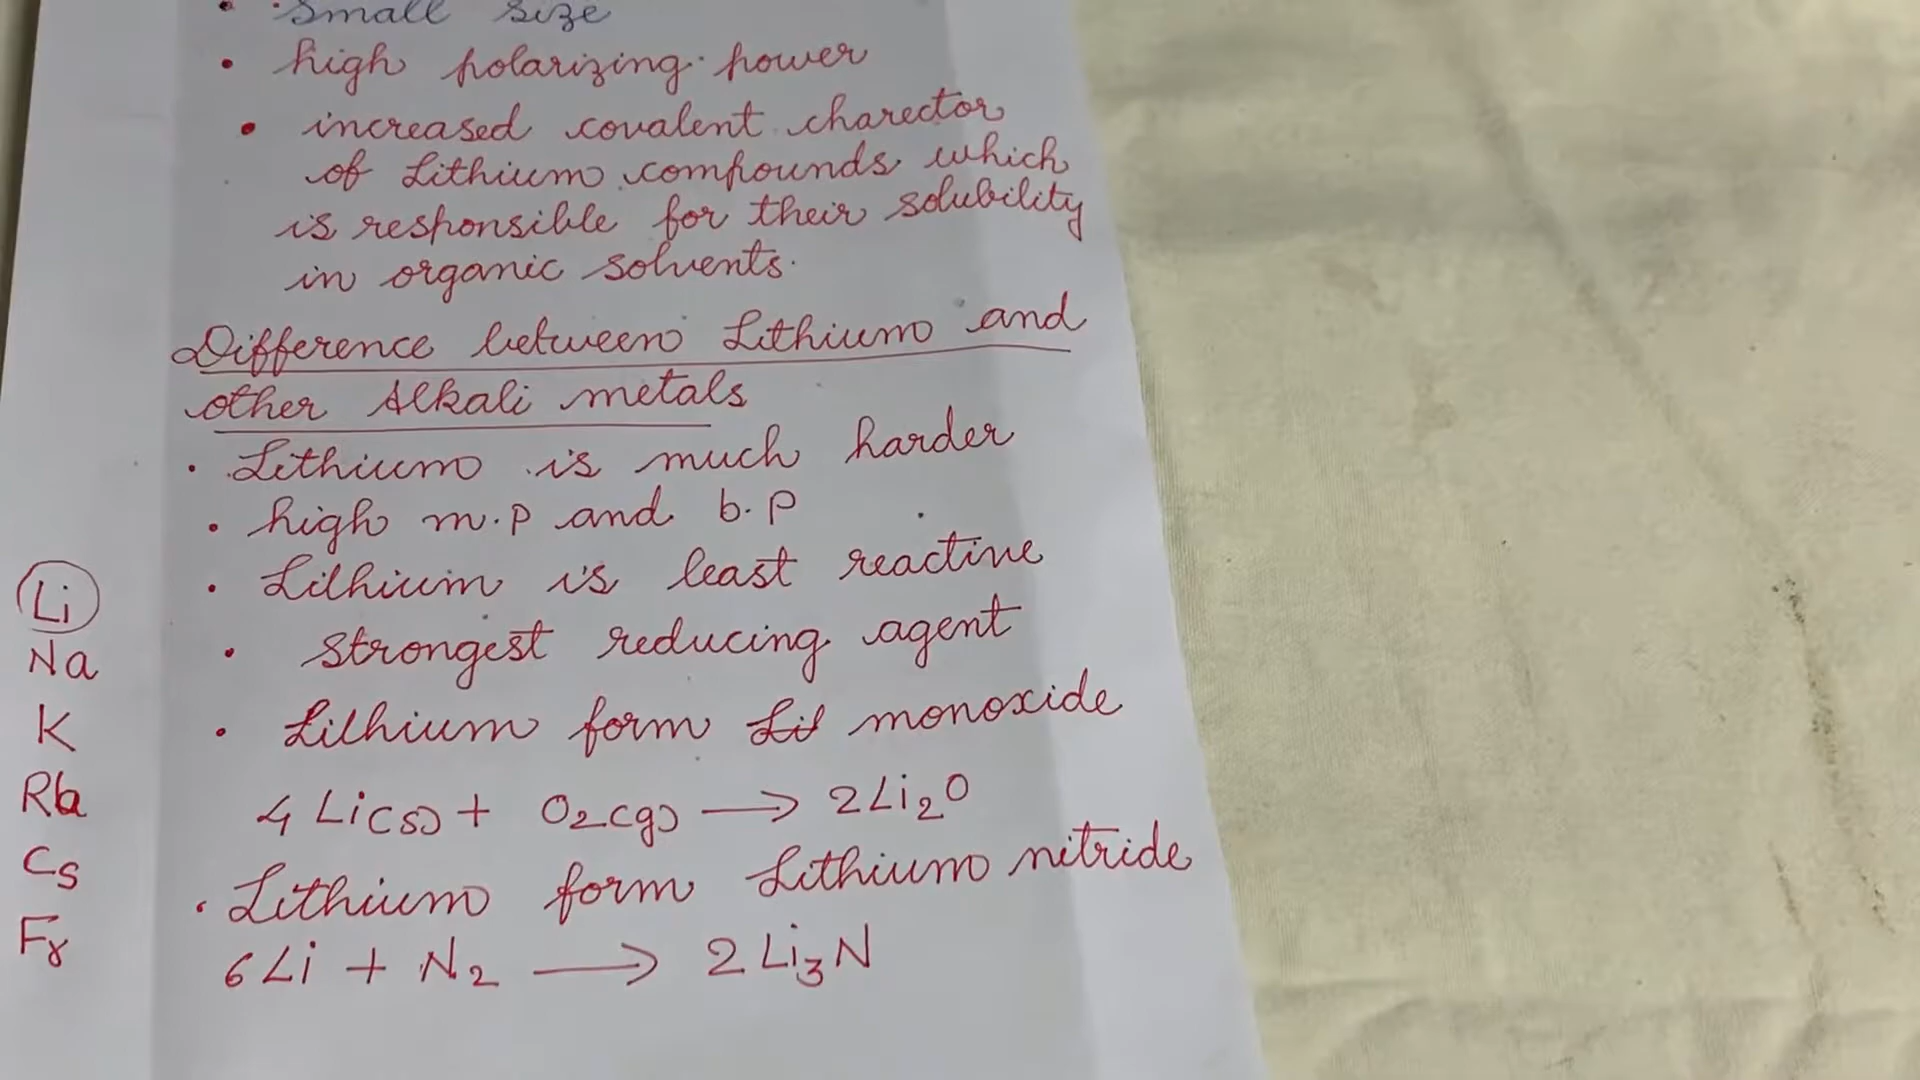 • Small size
• high polarizing power
• increased covalent charector
of Lithium compounds which
is responsible for their solubility
in organic solvents.
Difference between Lithium and
other Alkali metals
• Lithium is much harder
• high m.p and b.p
• Lithium is least reactive
• strongest reducing agent
• Lithium form monoxide
4 Li(s) + O₂(g) ⟶ 2Li₂O
• Lithium form Lithium nitride
6Li + N₂ ⟶ 2Li₃N
Li
Na
K
Rb
Cs
Fr